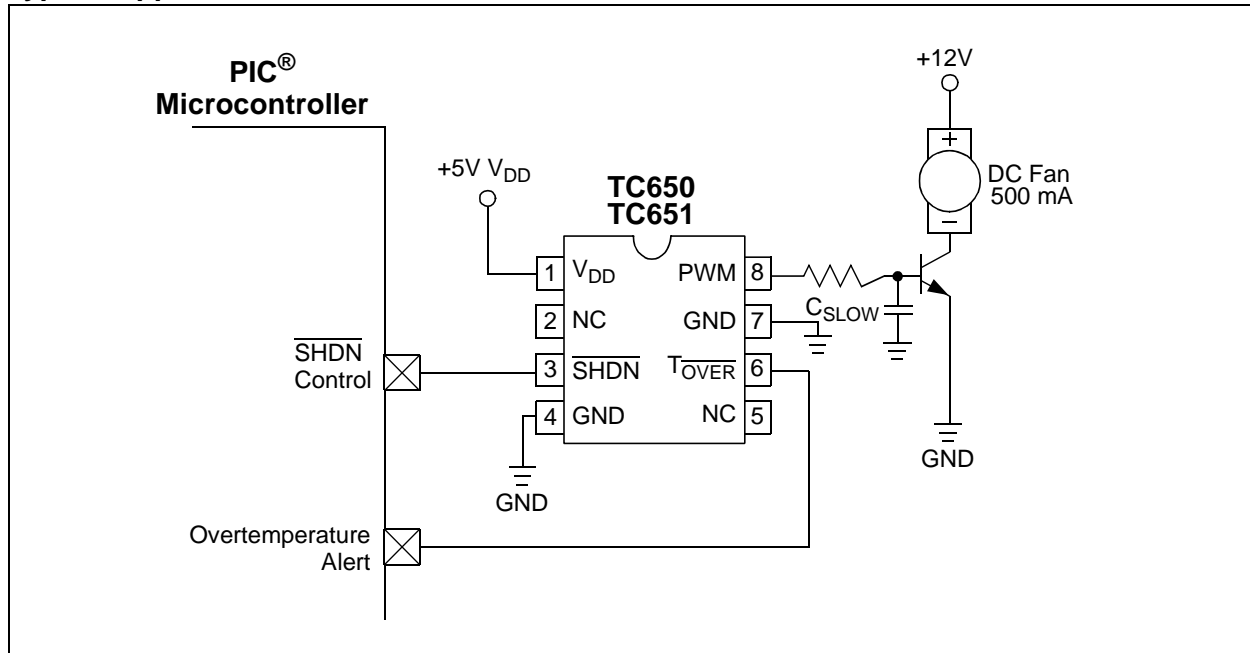 PIC®
Microcontroller
+12V
+5V VDD
TC650
TC651
DC Fan
500 mA
+
−
1 VDD
PWM 8
2 NC
GND 7
CSLOW
SHDN
Control
3 SHDN
TOVER 6
4 GND
NC 5
GND
GND
Overtemperature
Alert